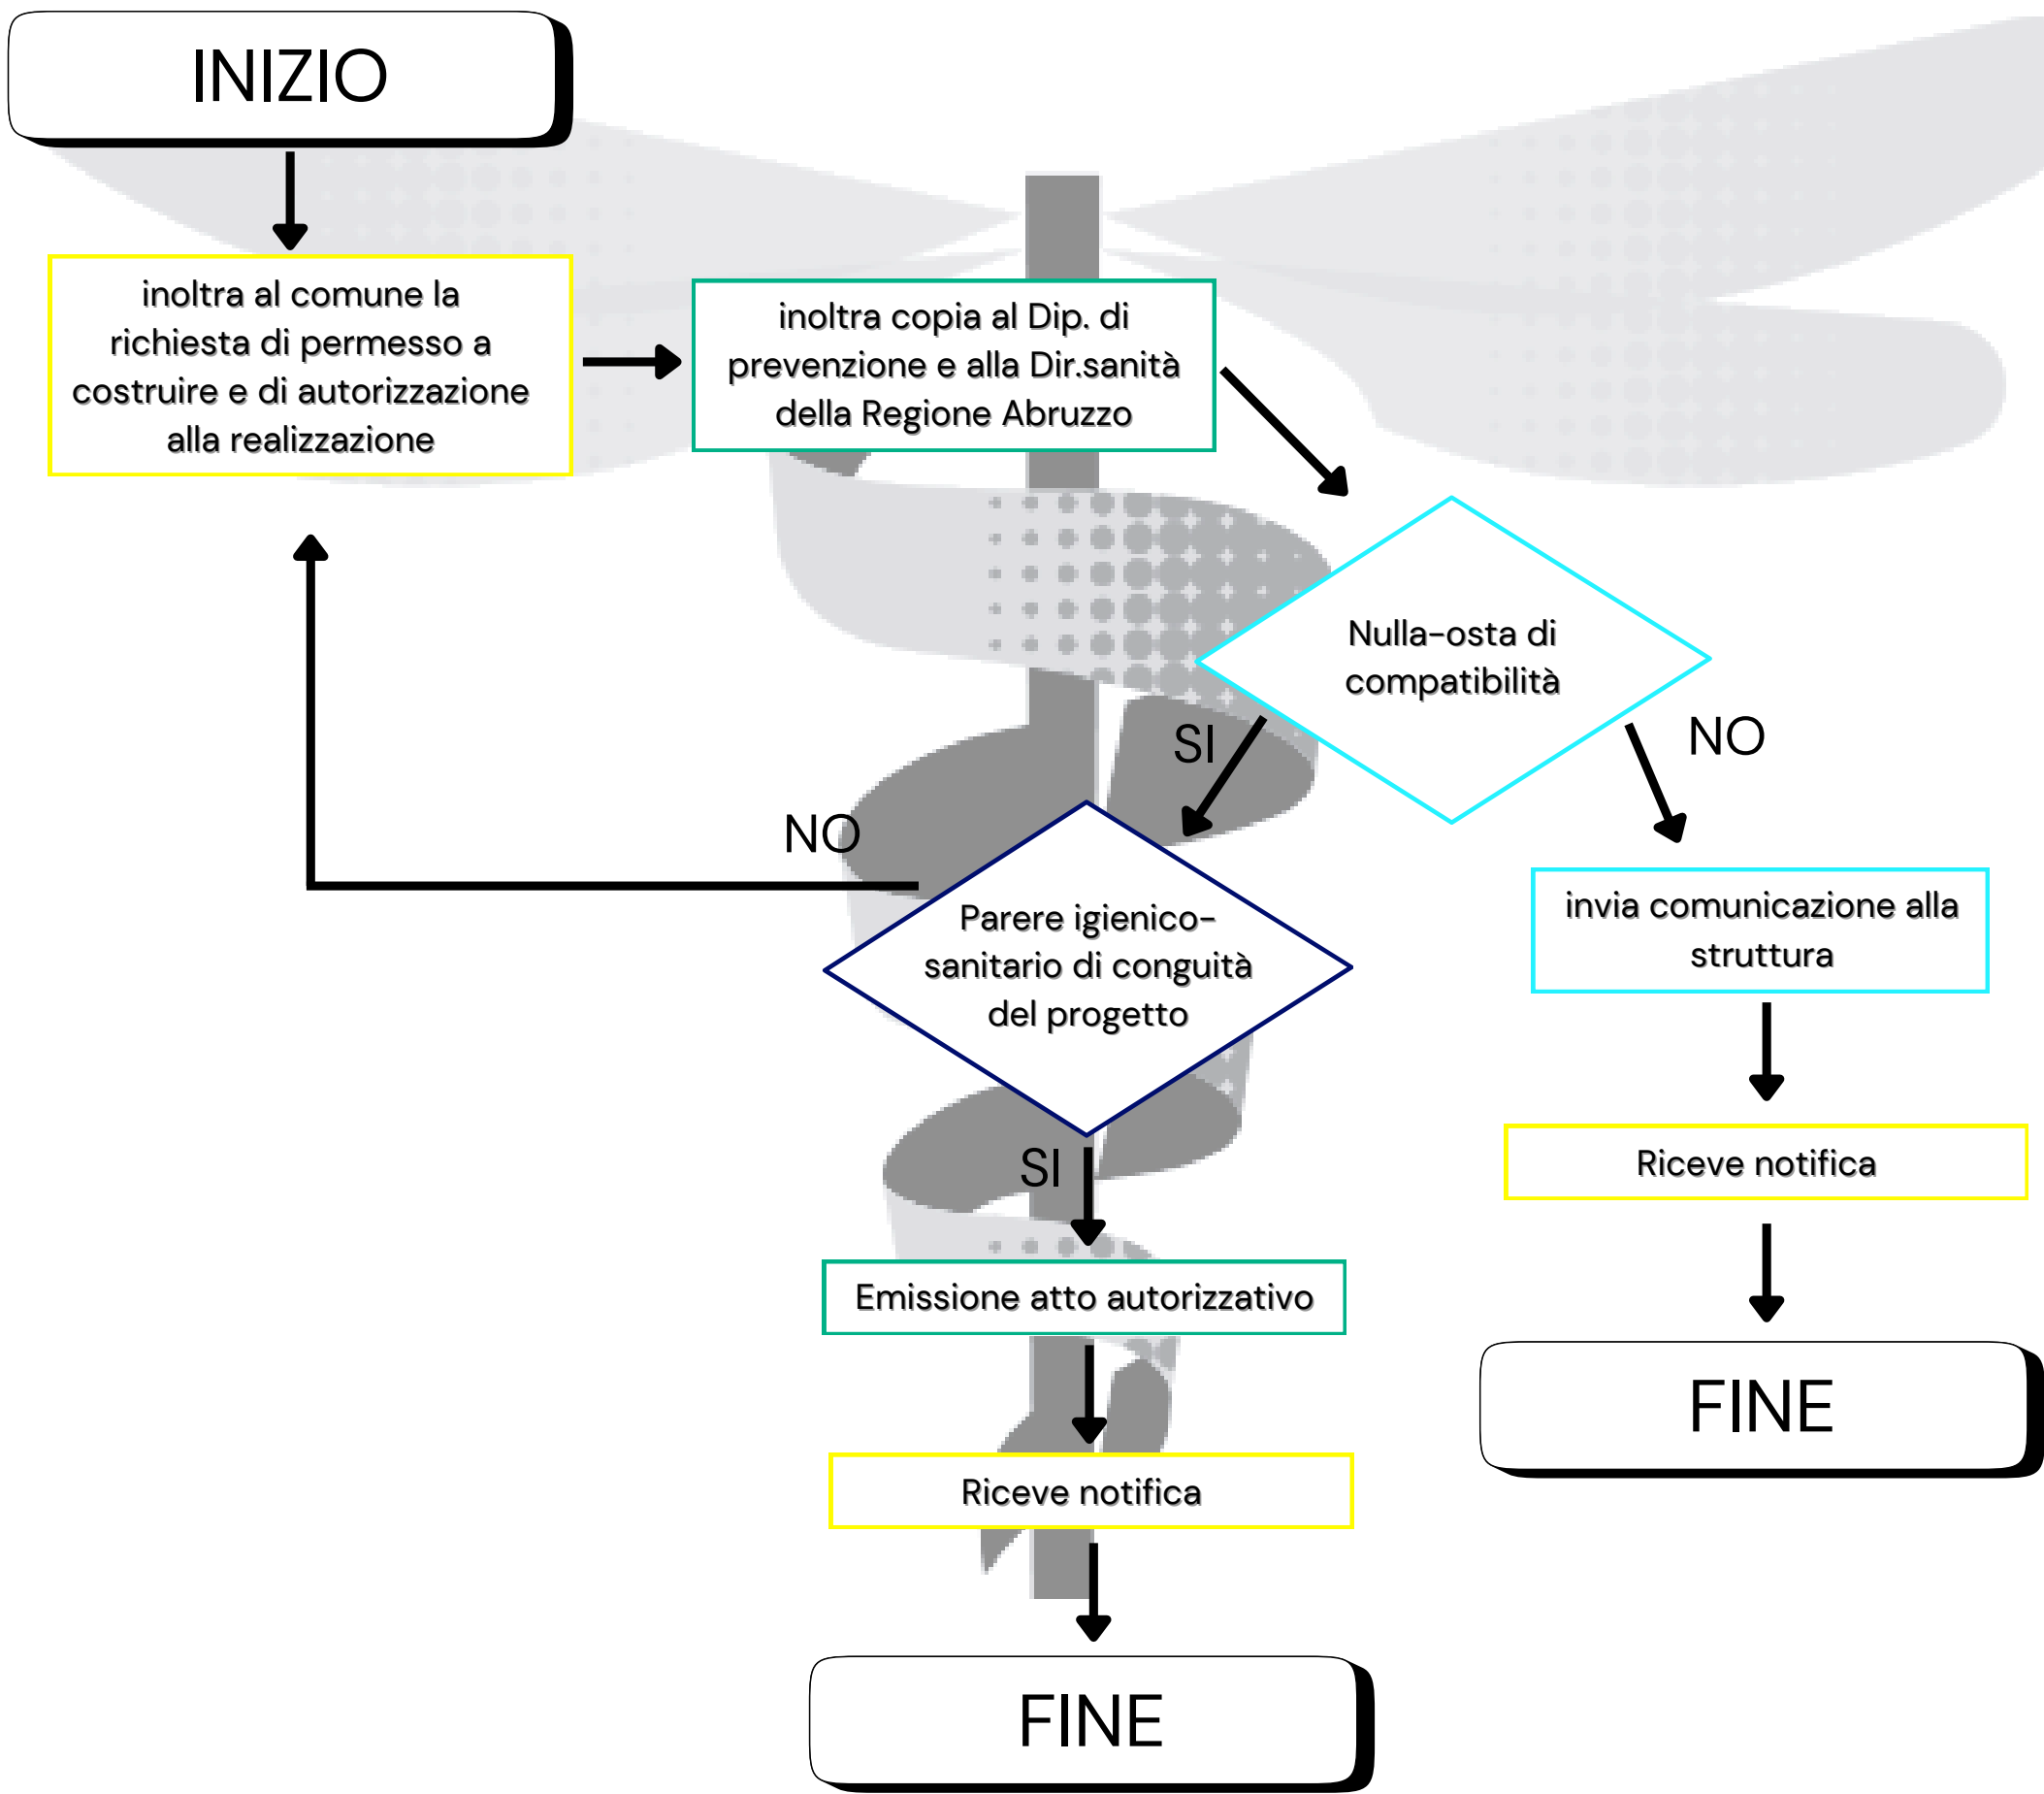 INIZIO
inoltra al comune la
richiesta di permesso a
costruire e di autorizzazione
alla realizzazione
inoltra copia al Dip. di
prevenzione e alla Dir.sanità
della Regione Abruzzo
Nulla-osta di
compatibilità
SI
NO
NO
Parere igienico-
sanitario di conguità
del progetto
invia comunicazione alla
struttura
SI
Riceve notifica
Emissione atto autorizzativo
FINE
Riceve notifica
FINE